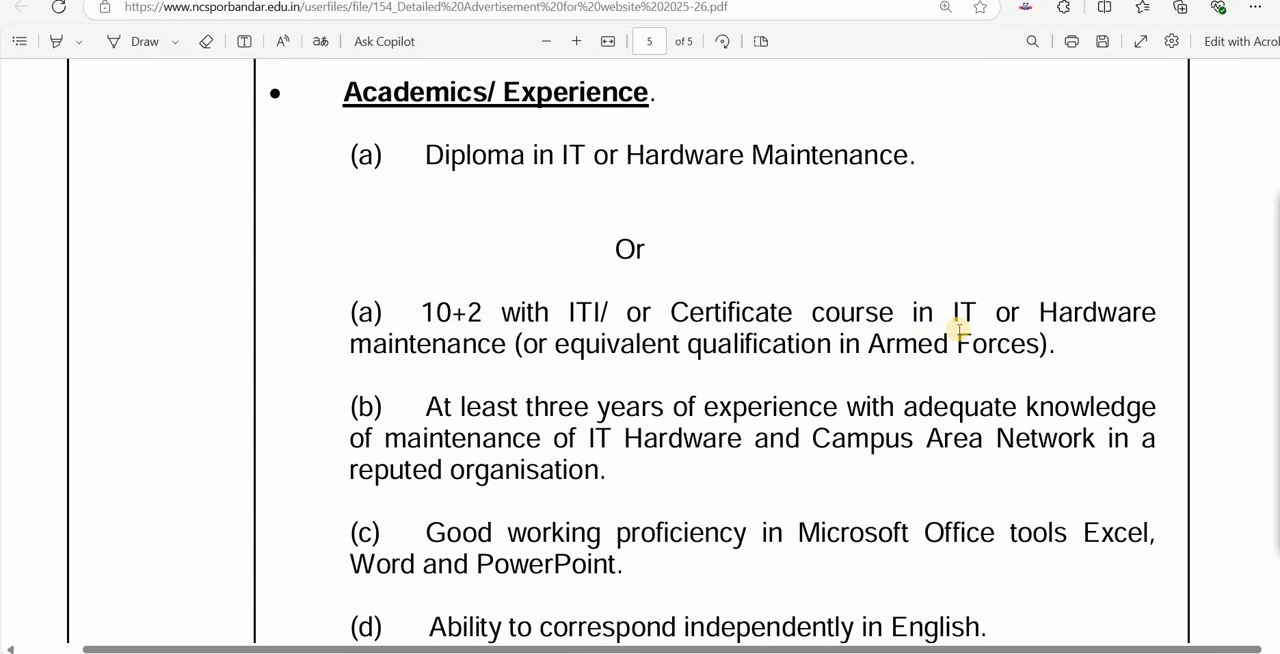 https://www.ncsporbandar.edu.in/userfiles/file/154_Detailed%20Advertisement%20for%20website%202025-26.pdf
Draw
A
aあ
Ask Copilot
5 of 5
Edit with Acrol
• Academics/ Experience.
(a) Diploma in IT or Hardware Maintenance.
Or
(a) 10+2 with ITI/ or Certificate course in IT or Hardware
maintenance (or equivalent qualification in Armed Forces).
(b) At least three years of experience with adequate knowledge
of maintenance of IT Hardware and Campus Area Network in a
reputed organisation.
(c) Good working proficiency in Microsoft Office tools Excel,
Word and PowerPoint.
(d) Ability to correspond independently in English.